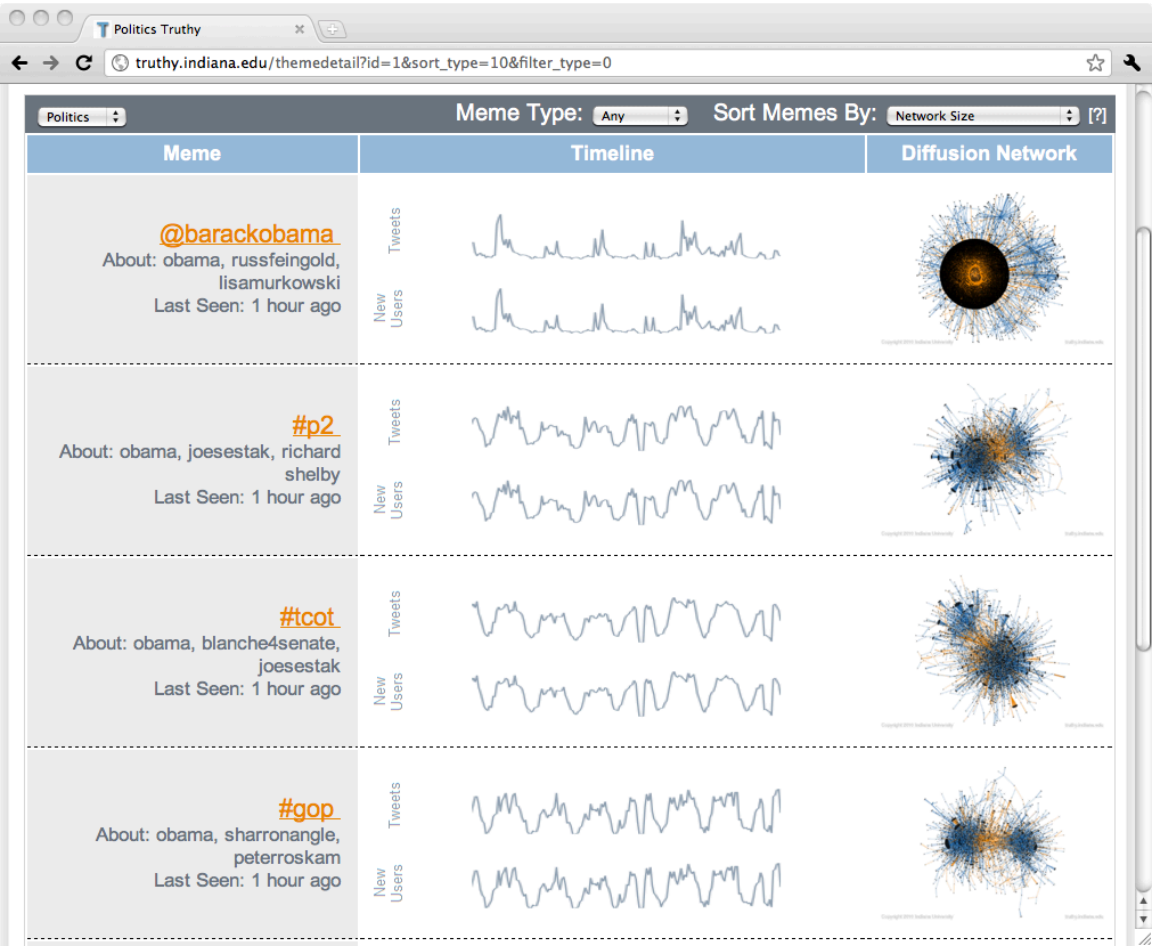 Politics Truthy
truthy.indiana.edu/themedetail?id=1&sort_type=10&filter_type=0
Politics Meme Type: Any Sort Memes By: Network Size [?]
Meme Timeline Diffusion Network
@barackobama
About: obama, russfeingold,
lisamurkowski
Last Seen: 1 hour ago
Tweets
New
Users
#p2
About: obama, joesestak, richard
shelby
Last Seen: 1 hour ago
Tweets
New
Users
#tcot
About: obama, blanche4senate,
joesestak
Last Seen: 1 hour ago
Tweets
New
Users
#gop
About: obama, sharronangle,
peterroskam
Last Seen: 1 hour ago
Tweets
New
Users